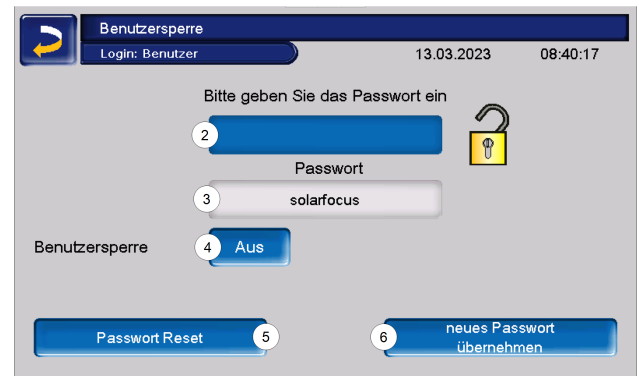 Benutzersperre
Login: Benutzer 13.03.2023 08:40:17
Bitte geben Sie das Passwort ein
2
Passwort
3 solarfocus
Benutzersperre 4 Aus
Passwort Reset 5 6 neues Passwort
übernehmen